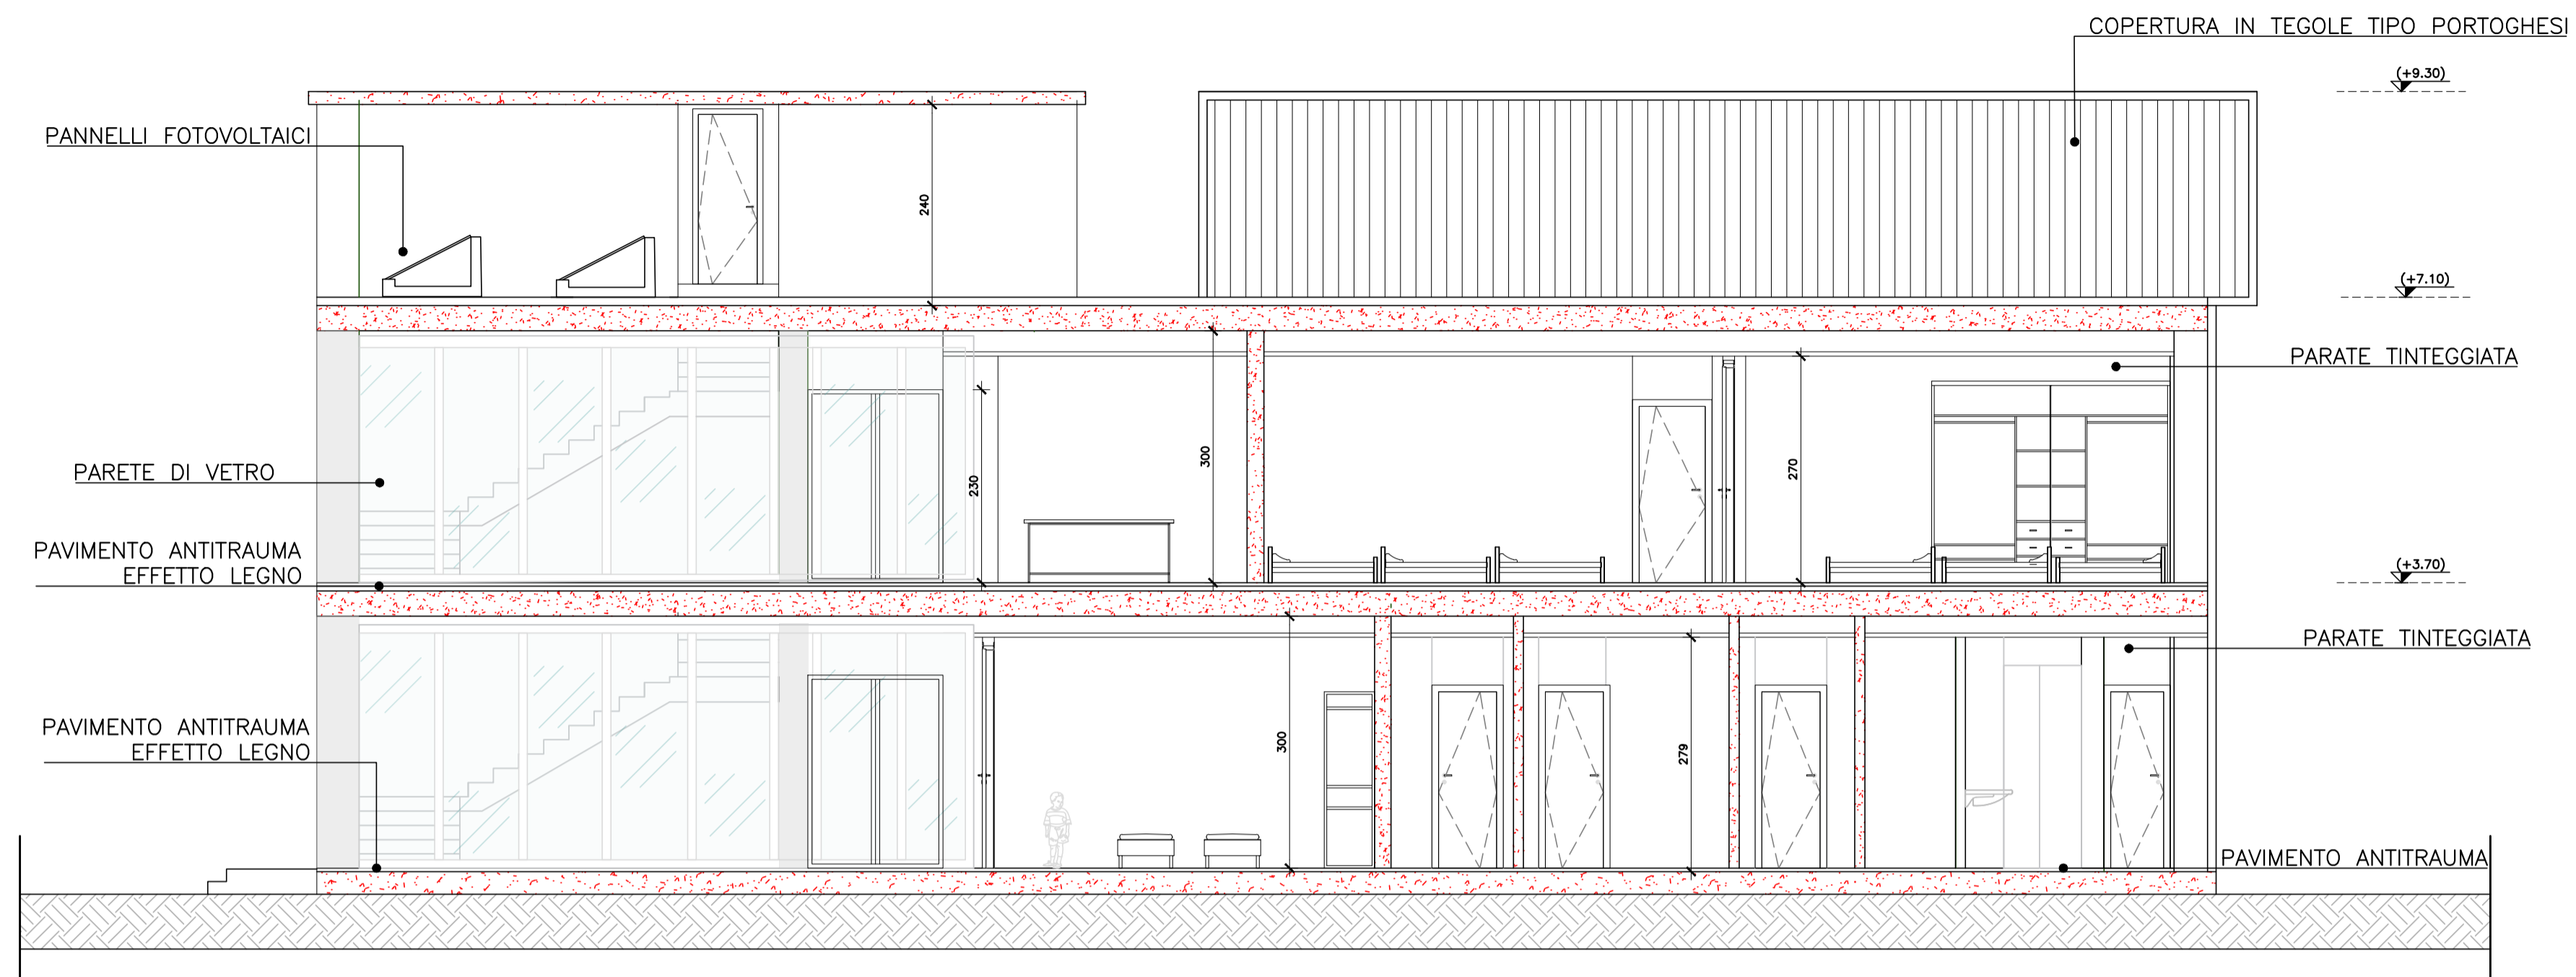 COPERTURA IN TEGOLE TIPO PORTOGHESI
(+9.30)
PANNELLI FOTOVOLTAICI
240
(+7.10)
PARATE TINTEGGIATA
PARETE DI VETRO
230
300
270
PAVIMENTO ANTITRAUMA
EFFETTO LEGNO
(+3.70)
PARATE TINTEGGIATA
PAVIMENTO ANTITRAUMA
EFFETTO LEGNO
300
279
PAVIMENTO ANTITRAUMA